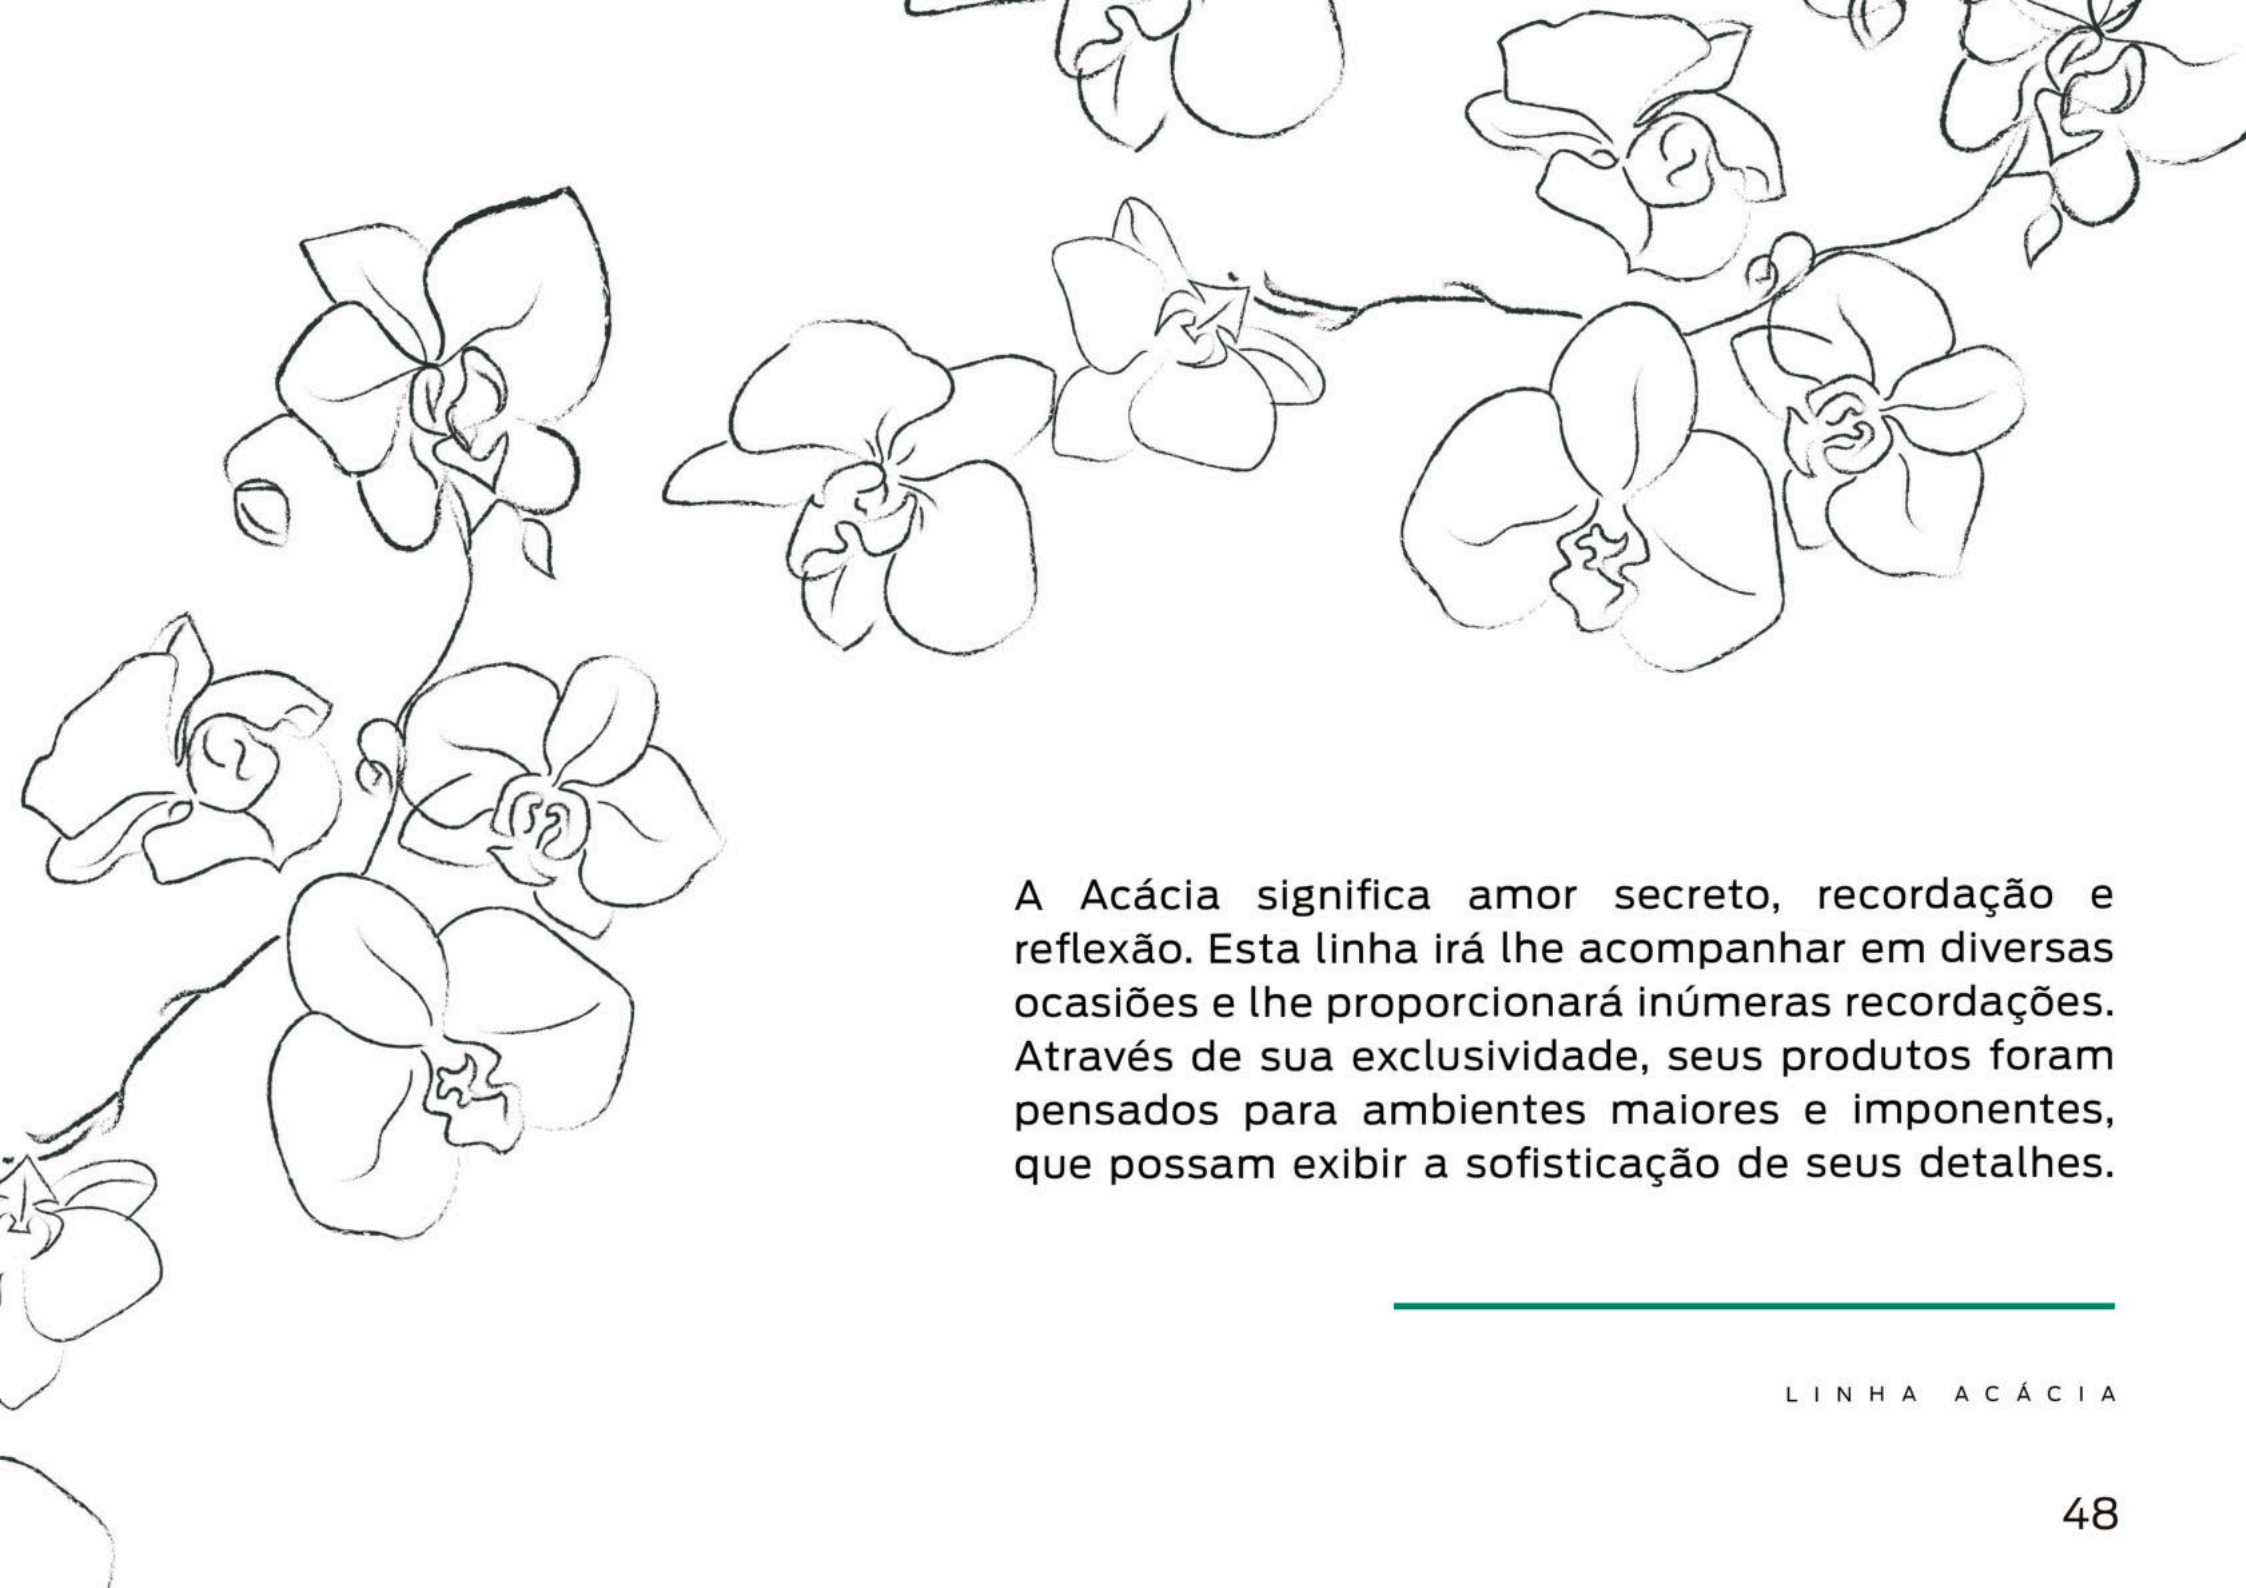 A Acácia significa amor secreto, recordação e
reflexão. Esta linha irá lhe acompanhar em diversas
ocasiões e lhe proporcionará inúmeras recordações.
Através de sua exclusividade, seus produtos foram
pensados para ambientes maiores e imponentes,
que possam exibir a sofisticação de seus detalhes.
LINHA ACÁCIA
48